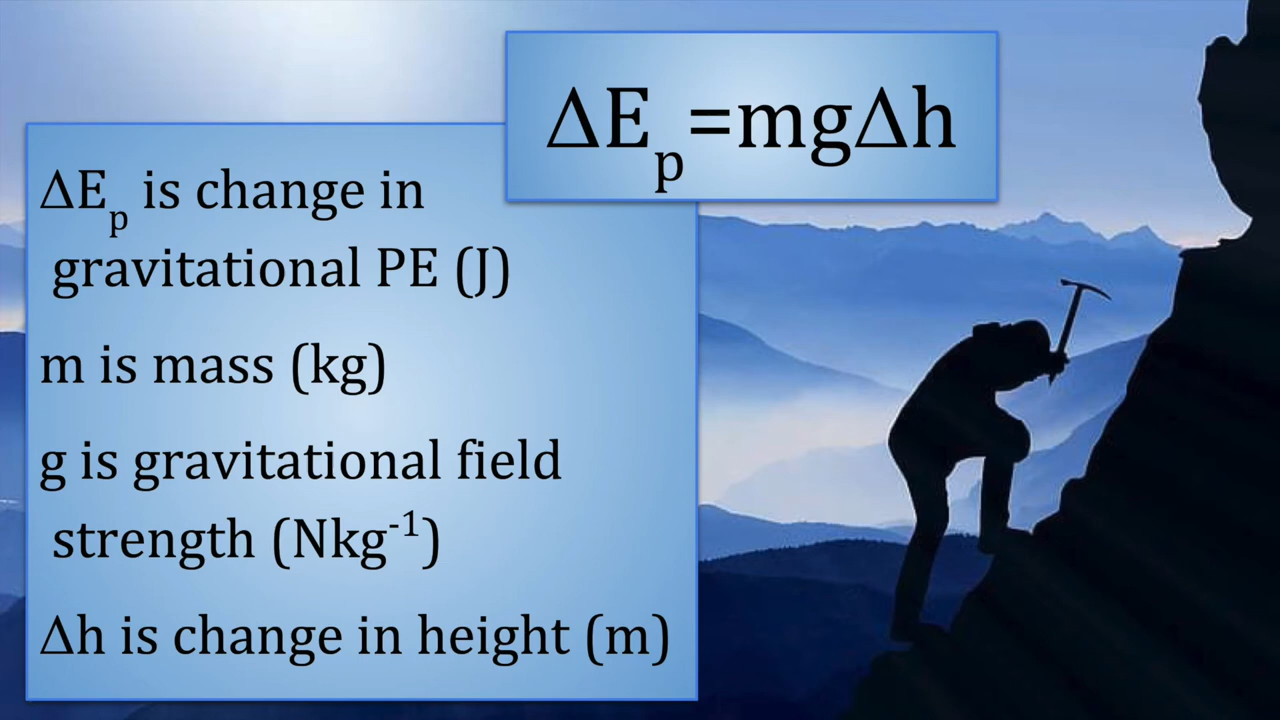 ΔEₚ=mgΔh
ΔEₚ is change in
gravitational PE (J)
m is mass (kg)
g is gravitational field
strength (Nkg⁻¹)
Δh is change in height (m)